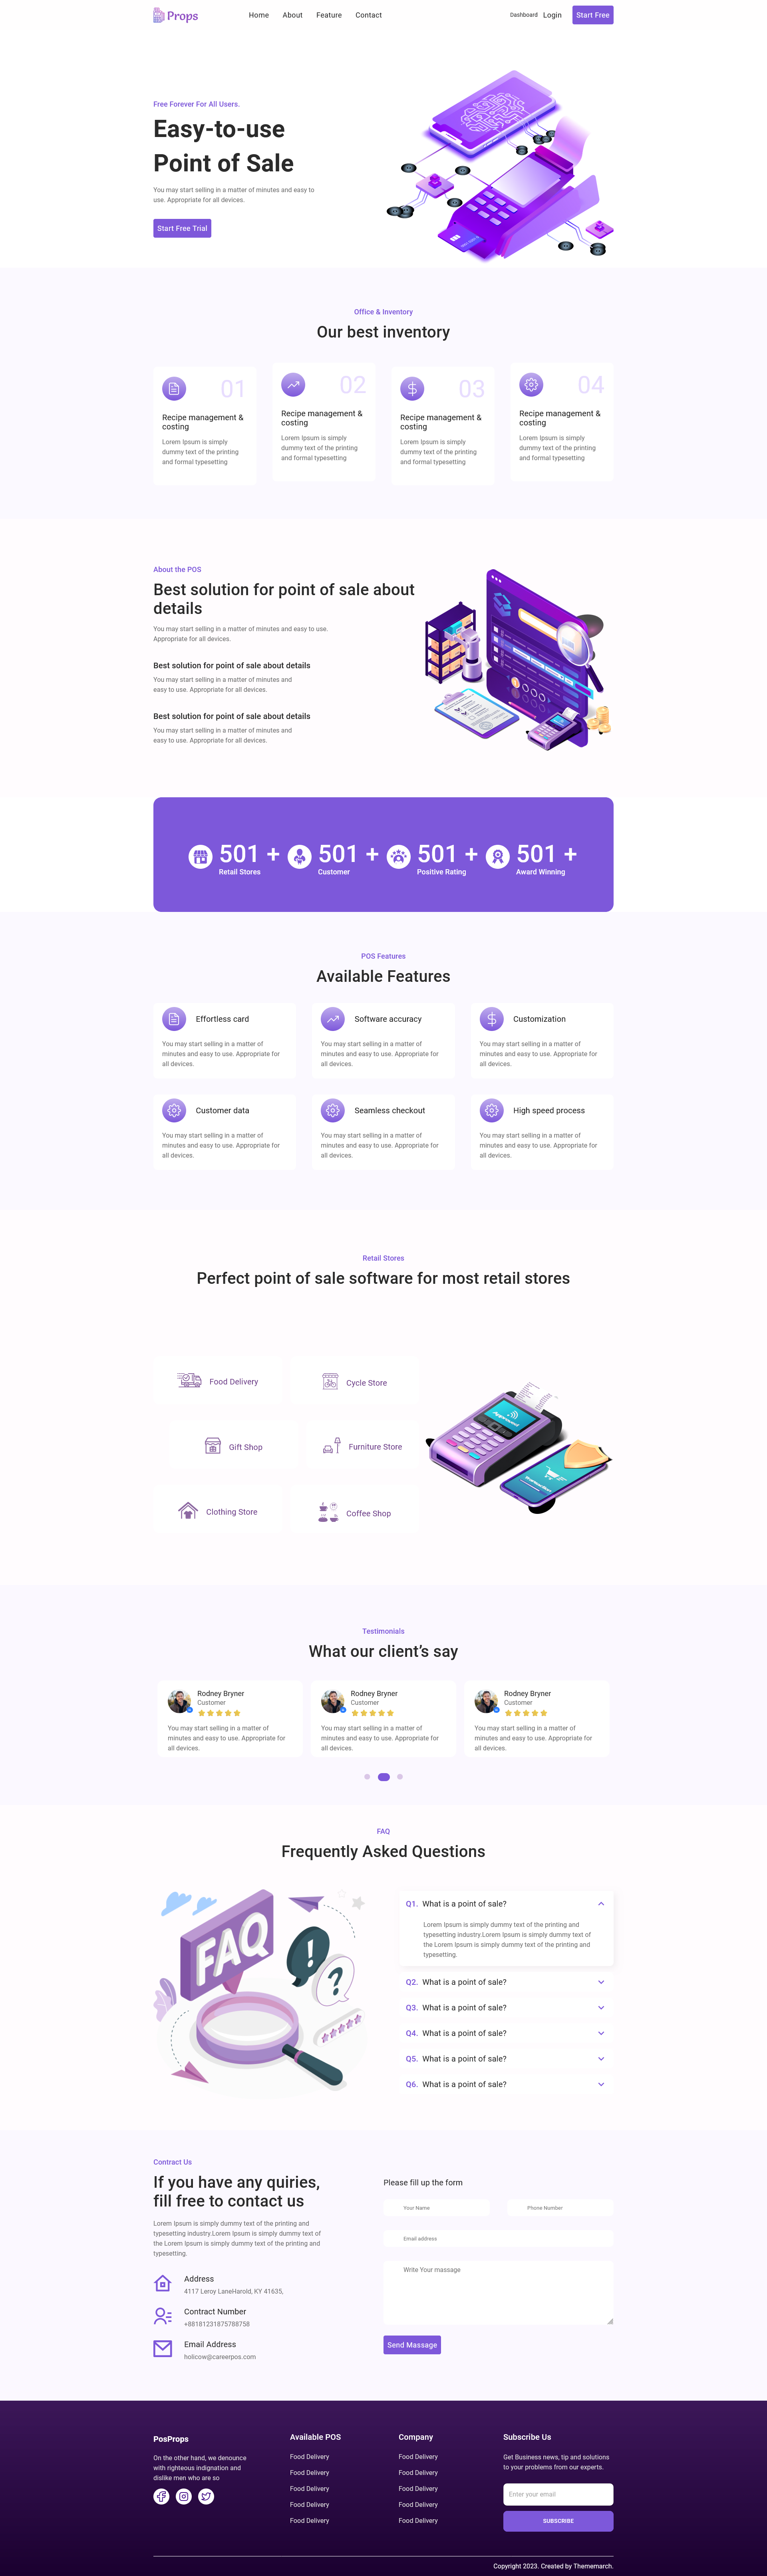 Props
Home About Feature Contact
Dashboard Login Start Free
Free Forever For All Users.
Easy-to-use
Point of Sale
You may start selling in a matter of minutes and easy to
use. Appropriate for all devices.
Start Free Trial
Office & Inventory
Our best inventory
01
Recipe management &
costing
Lorem Ipsum is simply
dummy text of the printing
and formal typesetting
02
Recipe management &
costing
Lorem Ipsum is simply
dummy text of the printing
and formal typesetting
03
Recipe management &
costing
Lorem Ipsum is simply
dummy text of the printing
and formal typesetting
04
Recipe management &
costing
Lorem Ipsum is simply
dummy text of the printing
and formal typesetting
About the POS
Best solution for point of sale about
details
You may start selling in a matter of minutes and easy to use.
Appropriate for all devices.
Best solution for point of sale about details
You may start selling in a matter of minutes and
easy to use. Appropriate for all devices.
Best solution for point of sale about details
You may start selling in a matter of minutes and
easy to use. Appropriate for all devices.
501 +
Retail Stores
501 +
Customer
501 +
Positive Rating
501 +
Award Winning
POS Features
Available Features
Effortless card
You may start selling in a matter of
minutes and easy to use. Appropriate for
all devices.
Software accuracy
You may start selling in a matter of
minutes and easy to use. Appropriate for
all devices.
Customization
You may start selling in a matter of
minutes and easy to use. Appropriate for
all devices.
Customer data
You may start selling in a matter of
minutes and easy to use. Appropriate for
all devices.
Seamless checkout
You may start selling in a matter of
minutes and easy to use. Appropriate for
all devices.
High speed process
You may start selling in a matter of
minutes and easy to use. Appropriate for
all devices.
Retail Stores
Perfect point of sale software for most retail stores
Food Delivery
Cycle Store
Gift Shop
Furniture Store
Clothing Store
Coffee Shop
Approved
Testimonials
What our client’s say
Rodney Bryner
Customer
You may start selling in a matter of
minutes and easy to use. Appropriate for
all devices.
Rodney Bryner
Customer
You may start selling in a matter of
minutes and easy to use. Appropriate for
all devices.
Rodney Bryner
Customer
You may start selling in a matter of
minutes and easy to use. Appropriate for
all devices.
FAQ
Frequently Asked Questions
FAQ
!
?
Q1. What is a point of sale?
Lorem Ipsum is simply dummy text of the printing and
typesetting industry.Lorem Ipsum is simply dummy text of
the Lorem Ipsum is simply dummy text of the printing and
typesetting.
Q2. What is a point of sale?
Q3. What is a point of sale?
Q4. What is a point of sale?
Q5. What is a point of sale?
Q6. What is a point of sale?
Contract Us
If you have any quiries,
fill free to contact us
Lorem Ipsum is simply dummy text of the printing and
typesetting industry.Lorem Ipsum is simply dummy text of
the Lorem Ipsum is simply dummy text of the printing and
typesetting.
Address
4117 Leroy LaneHarold, KY 41635,
Contract Number
+88181231875788758
Email Address
holicow@careerpos.com
Please fill up the form
Your Name
Phone Number
Email address
Write Your massage
Send Massage
PosProps
On the other hand, we denounce
with righteous indignation and
dislike men who are so
Available POS
Food Delivery
Food Delivery
Food Delivery
Food Delivery
Food Delivery
Company
Food Delivery
Food Delivery
Food Delivery
Food Delivery
Food Delivery
Subscribe Us
Get Business news, tip and solutions
to your problems from our experts.
Enter your email
SUBSCRIBE
Copyright 2023. Created by Thememarch.